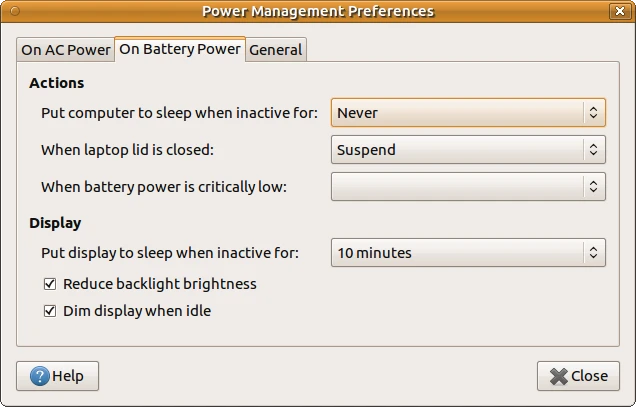 Power Management Preferences
On AC Power On Battery Power General
Actions
Put computer to sleep when inactive for: Never
When laptop lid is closed: Suspend
When battery power is critically low:
Display
Put display to sleep when inactive for: 10 minutes
Reduce backlight brightness
Dim display when idle
Help Close